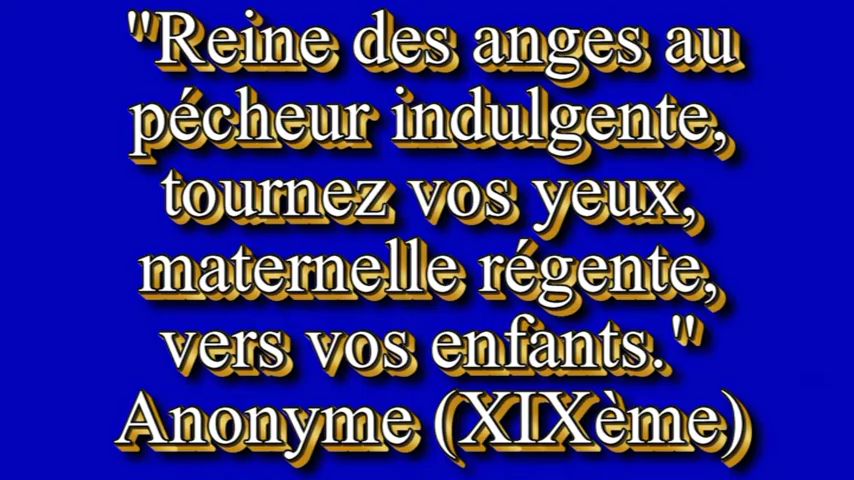 "Reine des anges au
pécheur indulgente,
tournez vos yeux,
maternelle régente,
vers vos enfants."
Anonyme (XIXème)